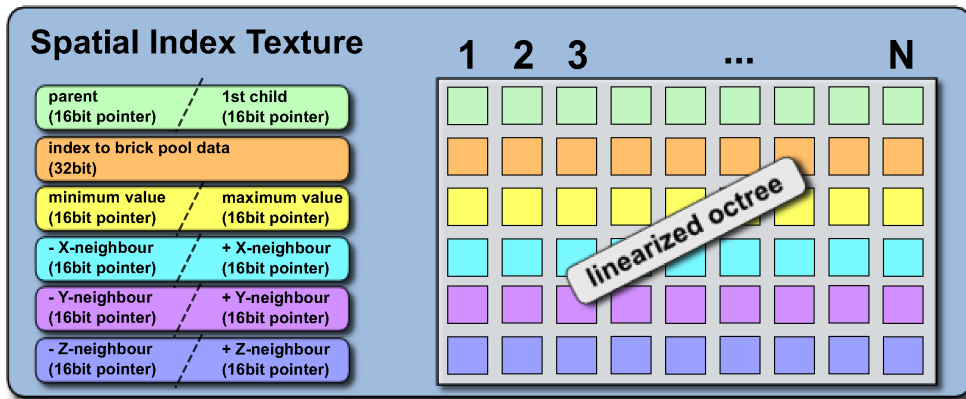 Spatial Index Texture
1 2 3 ... N
parent 1st child
(16bit pointer) (16bit pointer)
index to brick pool data
(32bit)
minimum value maximum value
(16bit pointer) (16bit pointer)
- X-neighbour + X-neighbour
(16bit pointer) (16bit pointer)
- Y-neighbour + Y-neighbour
(16bit pointer) (16bit pointer)
- Z-neighbour + Z-neighbour
(16bit pointer) (16bit pointer)
linearized octree